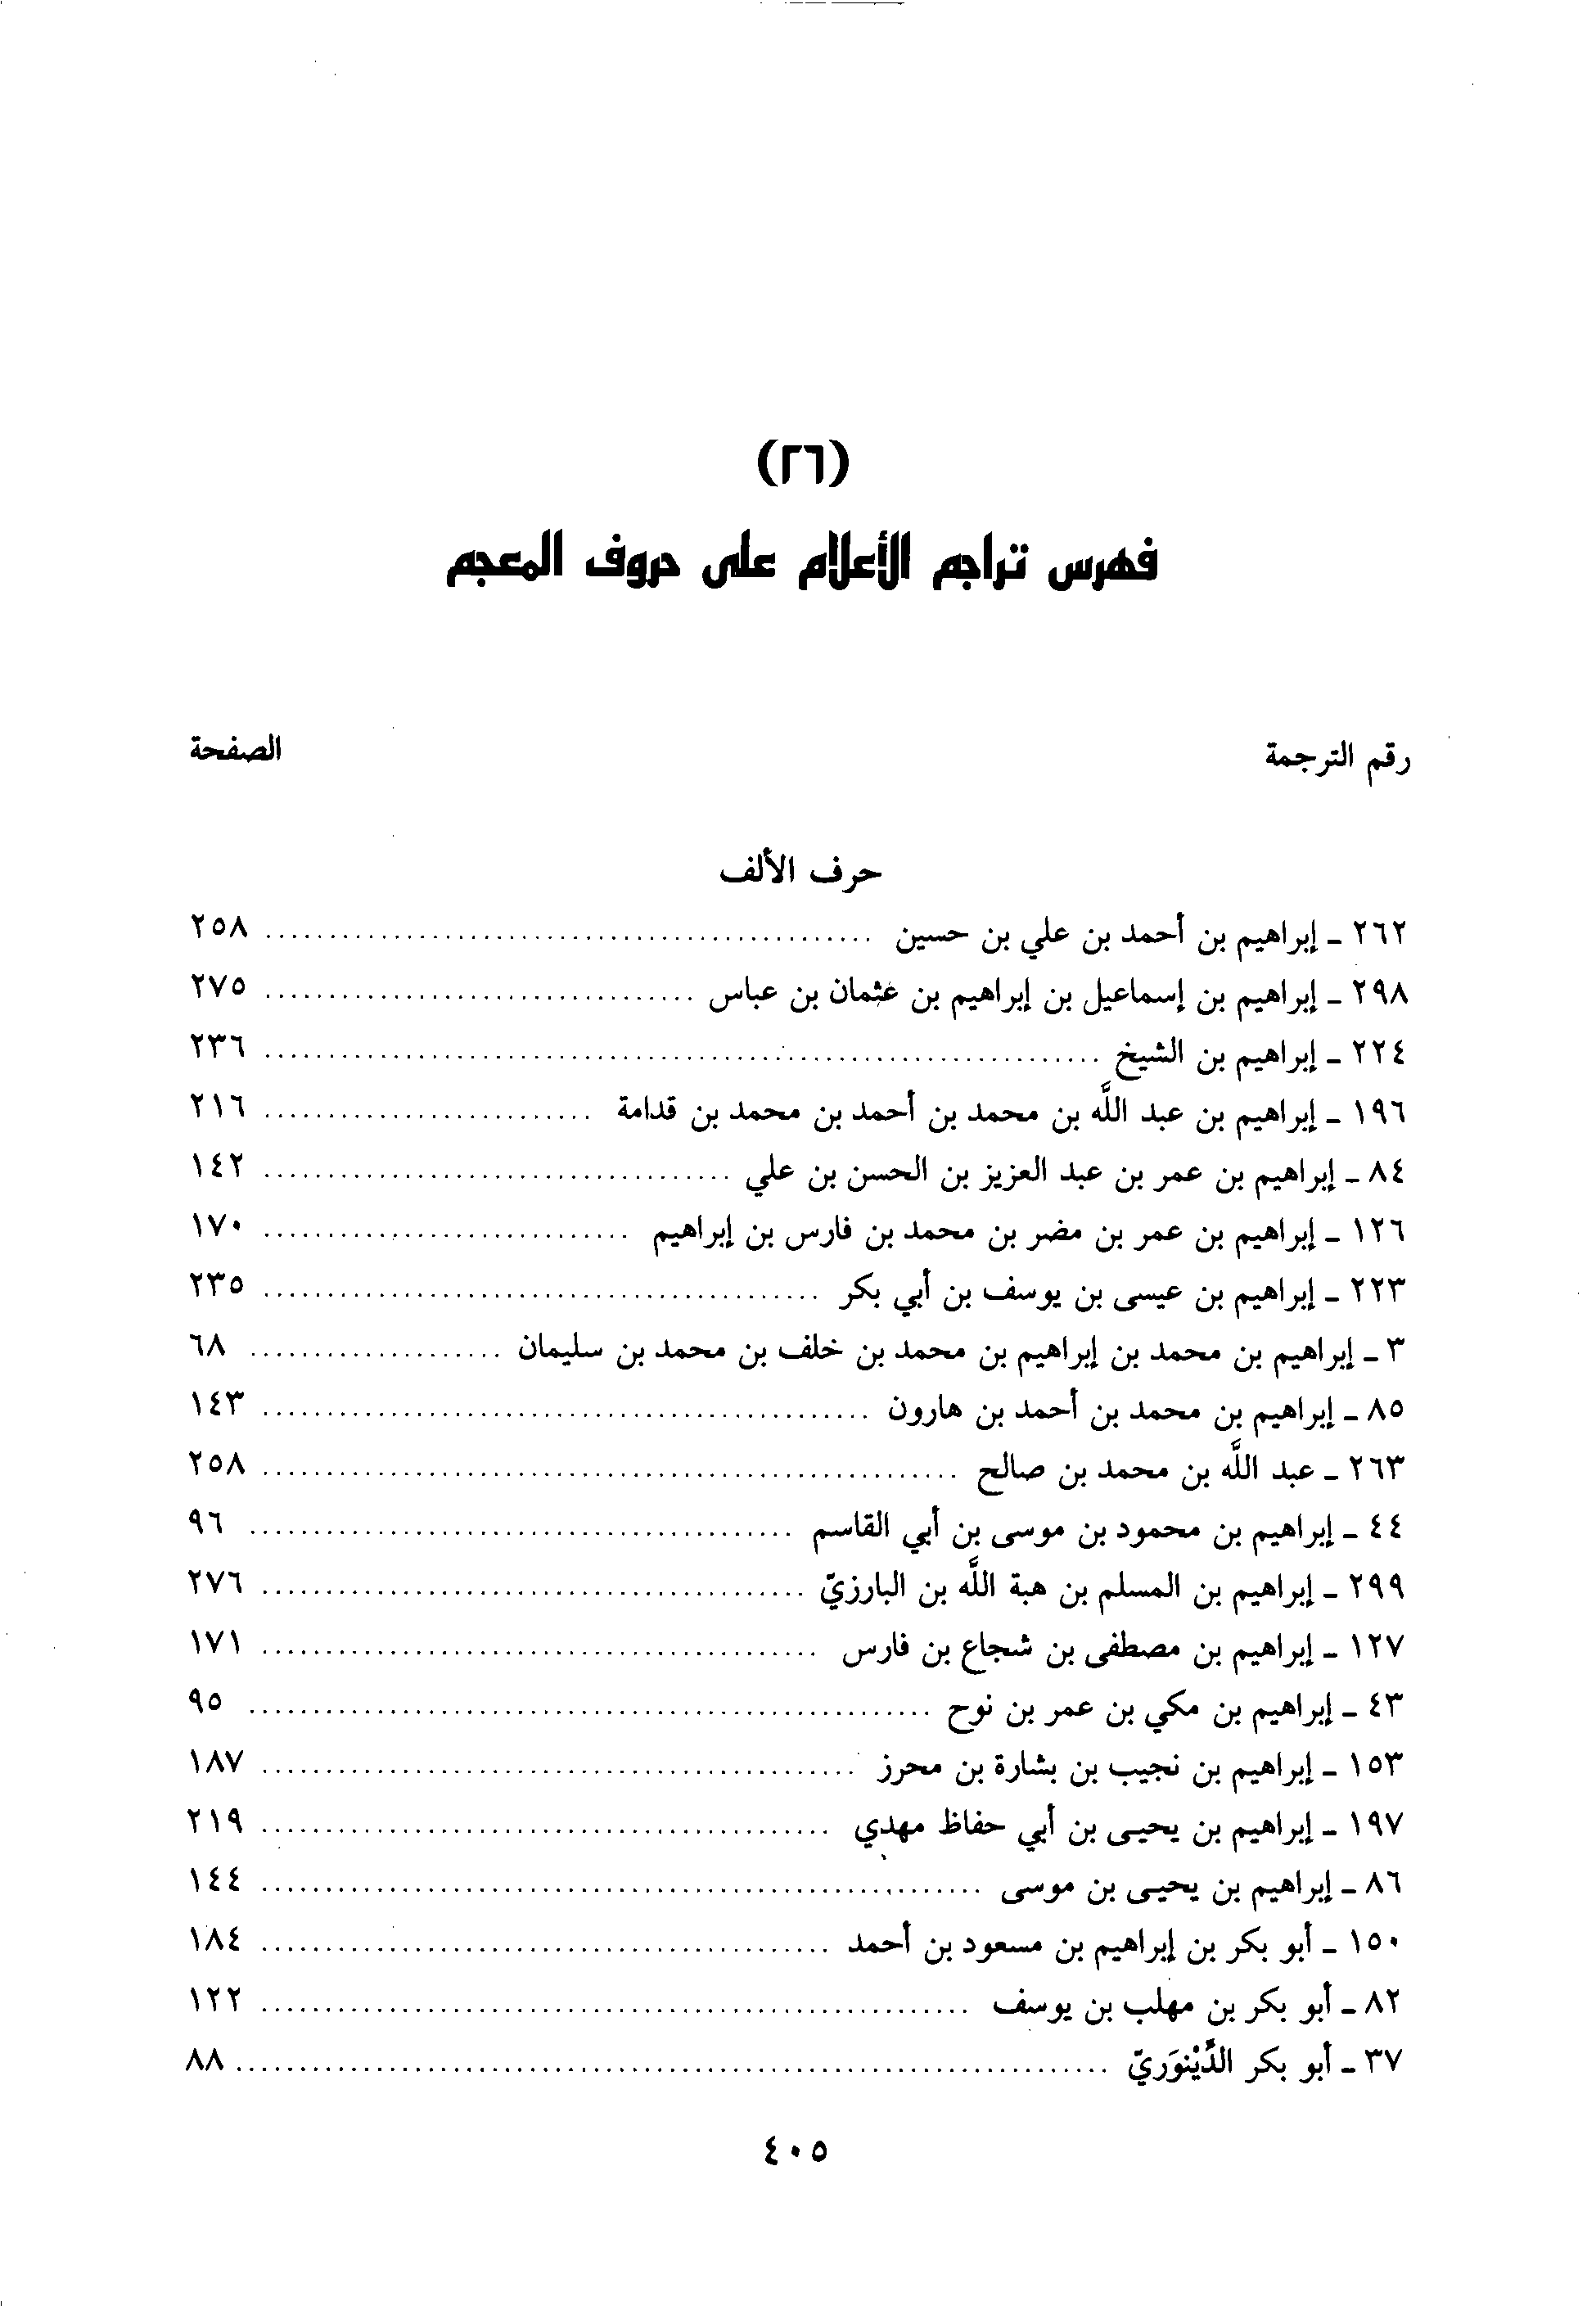 (٢٦)
فهرس تراجم الأعلام على حروف المعجم
رقم الترجمة الصفحة
حرف الألف
٢٦٢ - إبراهيم بن أحمد بن علي بن حسين ................ ٢٥٨
٢٩٨ - إبراهيم بن إسماعيل بن إبراهيم بن عثمان بن عباس ................ ٢٧٥
٢٢٤ - إبراهيم بن الشيخ ................ ٢٣٦
١٩٦ - إبراهيم بن عبد اللَّه بن محمد بن أحمد بن محمد بن قدامة ................ ٢١٦
٨٤ - إبراهيم بن عمر بن عبد العزيز بن الحسن بن علي ................ ١٤٢
١٢٦ - إبراهيم بن عمر بن مضر بن محمد بن فارس بن إبراهيم ................ ١٧٠
٢٢٣ - إبراهيم بن عيسى بن يوسف بن أبي بكر ................ ٢٣٥
٣ - إبراهيم بن محمد بن إبراهيم بن محمد بن خلف بن محمد بن سليمان ................ ٦٨
٨٥ - إبراهيم بن محمد بن أحمد بن هارون ................ ١٤٣
٢٦٣ - عبد اللَّه بن محمد بن صالح ................ ٢٥٨
٤٤ - إبراهيم بن محمود بن موسى بن أبي القاسم ................ ٩٦
٢٩٩ - إبراهيم بن المسلم بن هبة اللَّه بن البارزيّ ................ ٢٧٦
١٢٧ - إبراهيم بن مصطفى بن شجاع بن فارس ................ ١٧١
٤٣ - إبراهيم بن مكي بن عمر بن نوح ................ ٩٥
١٥٣ - إبراهيم بن نجيب بن بشارة بن محرز ................ ١٨٧
١٩٧ - إبراهيم بن يحيى بن أبي حفاظ مهدي ................ ٢١٩
٨٦ - إبراهيم بن يحيى بن موسى ................ ١٤٤
١٥٠ - أبو بكر بن إبراهيم بن مسعود بن أحمد ................ ١٨٤
٨٢ - أبو بكر بن مهلب بن يوسف ................ ١٢٢
٣٧ - أبو بكر الدِّيْنوَريّ ................ ٨٨
٤٠٥